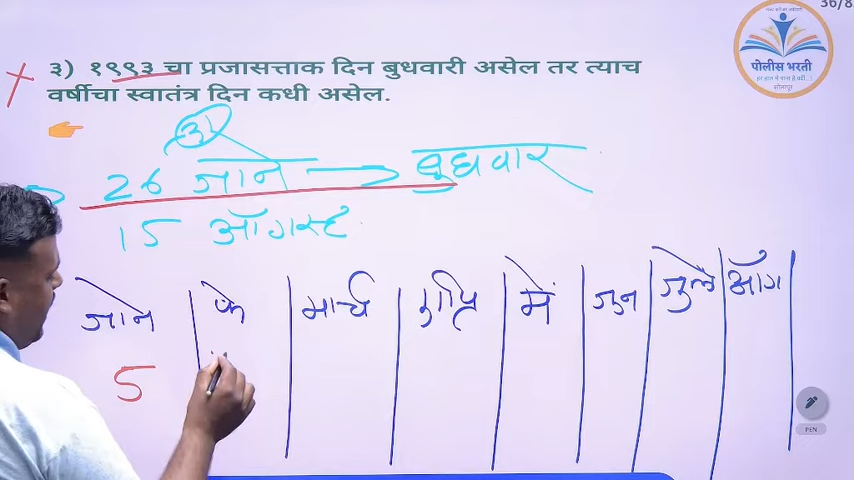 36/8
३) १९९३ चा प्रजासत्ताक दिन बुधवारी असेल तर त्याच
वर्षीचा स्वातंत्र दिन कधी असेल.
पोलीस भरती
सोलापूर
31
26 जाने → बुधवार
15 ऑगस्ट
जाने फे मार्च एप्रि में जुन जुलै ऑग
5
PEN